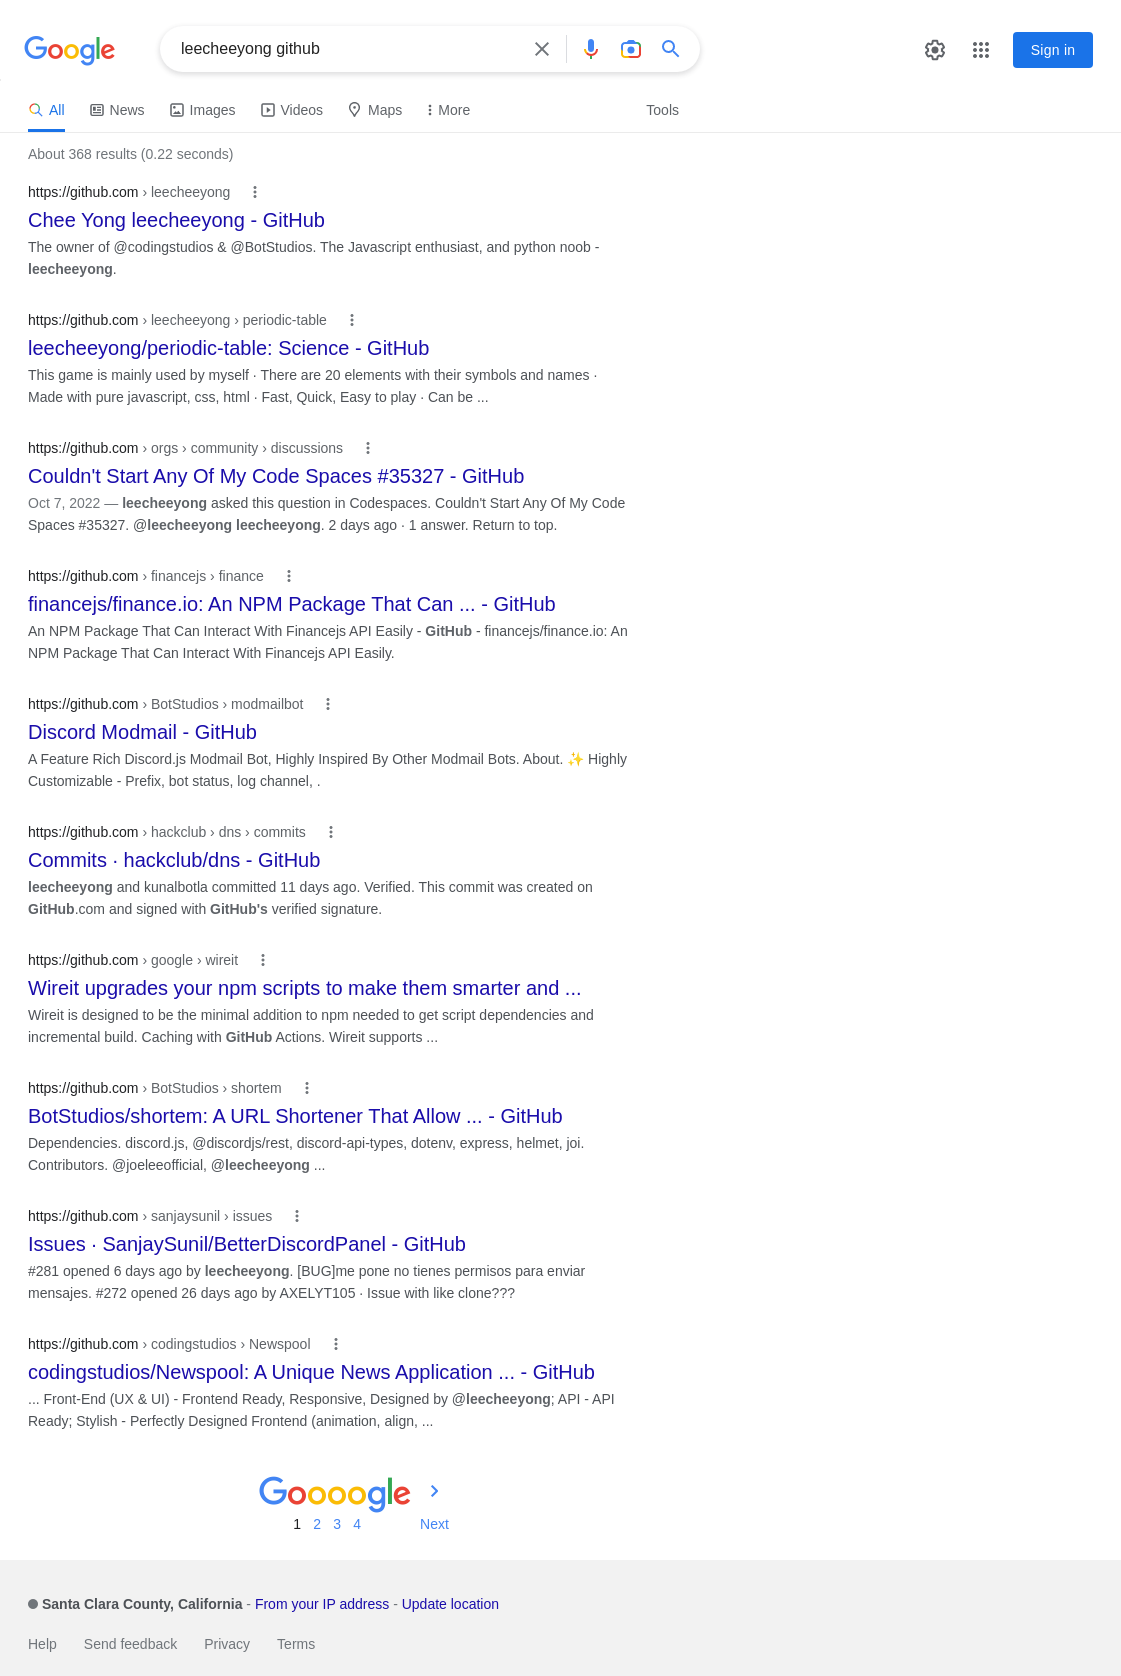 Google
leecheeyong github
Sign in
All News Images Videos Maps More Tools
About 368 results (0.22 seconds)
https://github.com › leecheeyong
Chee Yong leecheeyong - GitHub
The owner of @codingstudios & @BotStudios. The Javascript enthusiast, and python noob -
leecheeyong.
https://github.com › leecheeyong › periodic-table
leecheeyong/periodic-table: Science - GitHub
This game is mainly used by myself · There are 20 elements with their symbols and names ·
Made with pure javascript, css, html · Fast, Quick, Easy to play · Can be ...
https://github.com › orgs › community › discussions
Couldn't Start Any Of My Code Spaces #35327 - GitHub
Oct 7, 2022 — leecheeyong asked this question in Codespaces. Couldn't Start Any Of My Code
Spaces #35327. @leecheeyong leecheeyong. 2 days ago · 1 answer. Return to top.
https://github.com › financejs › finance
financejs/finance.io: An NPM Package That Can ... - GitHub
An NPM Package That Can Interact With Financejs API Easily - GitHub - financejs/finance.io: An
NPM Package That Can Interact With Financejs API Easily.
https://github.com › BotStudios › modmailbot
Discord Modmail - GitHub
A Feature Rich Discord.js Modmail Bot, Highly Inspired By Other Modmail Bots. About. ✨ Highly
Customizable - Prefix, bot status, log channel, .
https://github.com › hackclub › dns › commits
Commits · hackclub/dns - GitHub
leecheeyong and kunalbotla committed 11 days ago. Verified. This commit was created on
GitHub.com and signed with GitHub's verified signature.
https://github.com › google › wireit
Wireit upgrades your npm scripts to make them smarter and ...
Wireit is designed to be the minimal addition to npm needed to get script dependencies and
incremental build. Caching with GitHub Actions. Wireit supports ...
https://github.com › BotStudios › shortem
BotStudios/shortem: A URL Shortener That Allow ... - GitHub
Dependencies. discord.js, @discordjs/rest, discord-api-types, dotenv, express, helmet, joi.
Contributors. @joeleeofficial, @leecheeyong ...
https://github.com › sanjaysunil › issues
Issues · SanjaySunil/BetterDiscordPanel - GitHub
#281 opened 6 days ago by leecheeyong. [BUG]me pone no tienes permisos para enviar
mensajes. #272 opened 26 days ago by AXELYT105 · Issue with like clone???
https://github.com › codingstudios › Newspool
codingstudios/Newspool: A Unique News Application ... - GitHub
... Front-End (UX & UI) - Frontend Ready, Responsive, Designed by @leecheeyong; API - API
Ready; Stylish - Perfectly Designed Frontend (animation, align, ...
Goooogle
1 2 3 4 Next
Santa Clara County, California - From your IP address - Update location
Help Send feedback Privacy Terms